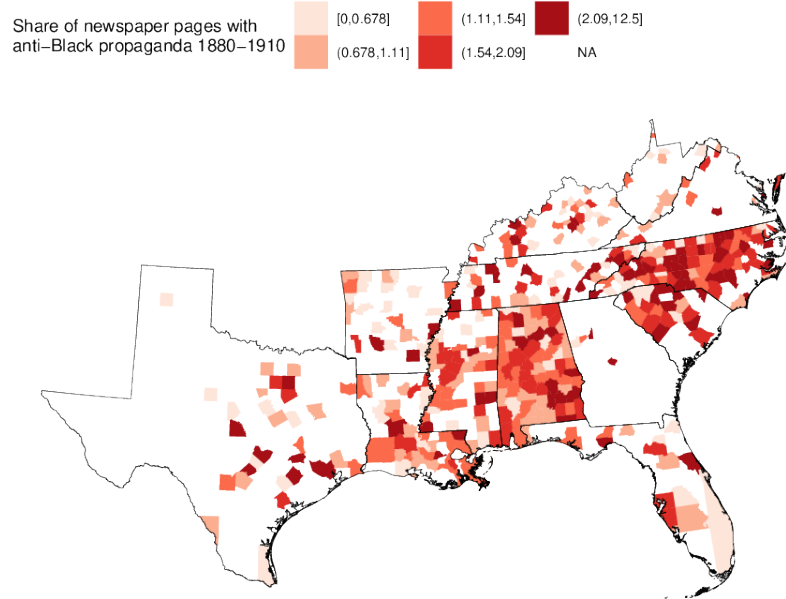 Share of newspaper pages with
anti−Black propaganda 1880−1910
[0,0.678]
(0.678,1.11]
(1.11,1.54]
(1.54,2.09]
(2.09,12.5]
NA